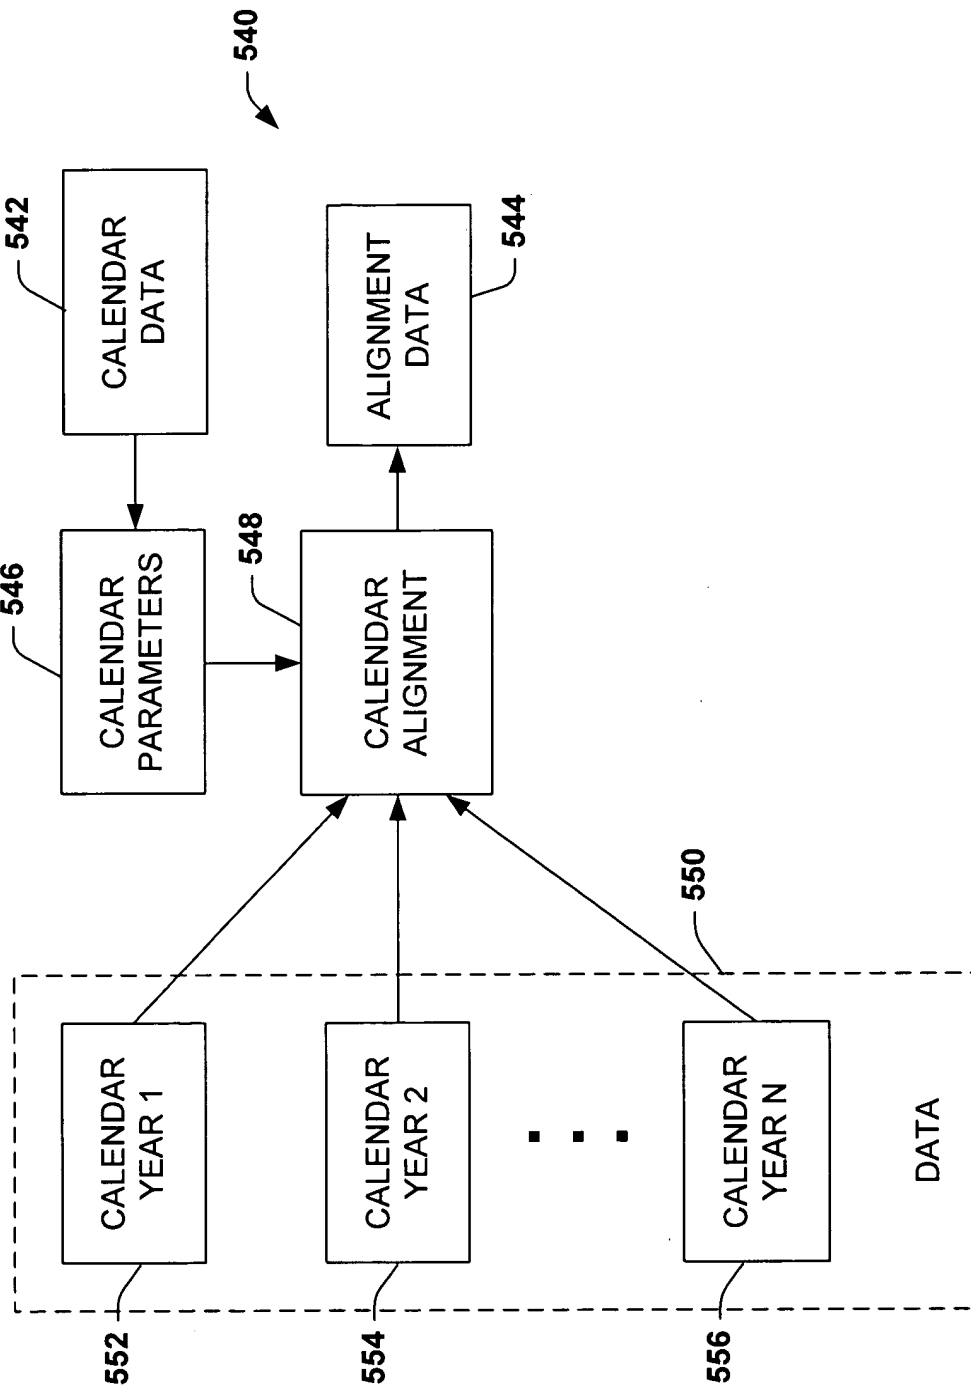 540
542
CALENDAR
DATA
546
CALENDAR
PARAMETERS
548
CALENDAR
ALIGNMENT
ALIGNMENT
DATA
544
550
552
CALENDAR
YEAR 1
554
CALENDAR
YEAR 2
556
CALENDAR
YEAR N
DATA